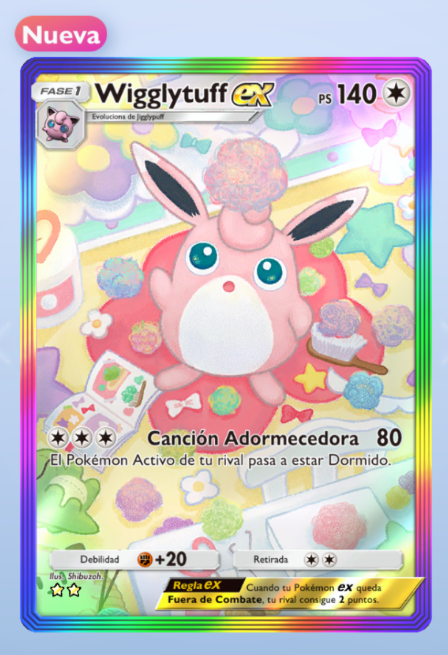 Nueva
FASE 1 Wigglytuff ex PS 140
Evoluciona de Jigglypuff
Canción Adormecedora 80
El Pokémon Activo de tu rival pasa a estar Dormido.
Debilidad +20 Retirada
Ilus. Shibuzoh.
Regla ex Cuando tu Pokémon ex queda
Fuera de Combate, tu rival consigue 2 puntos.